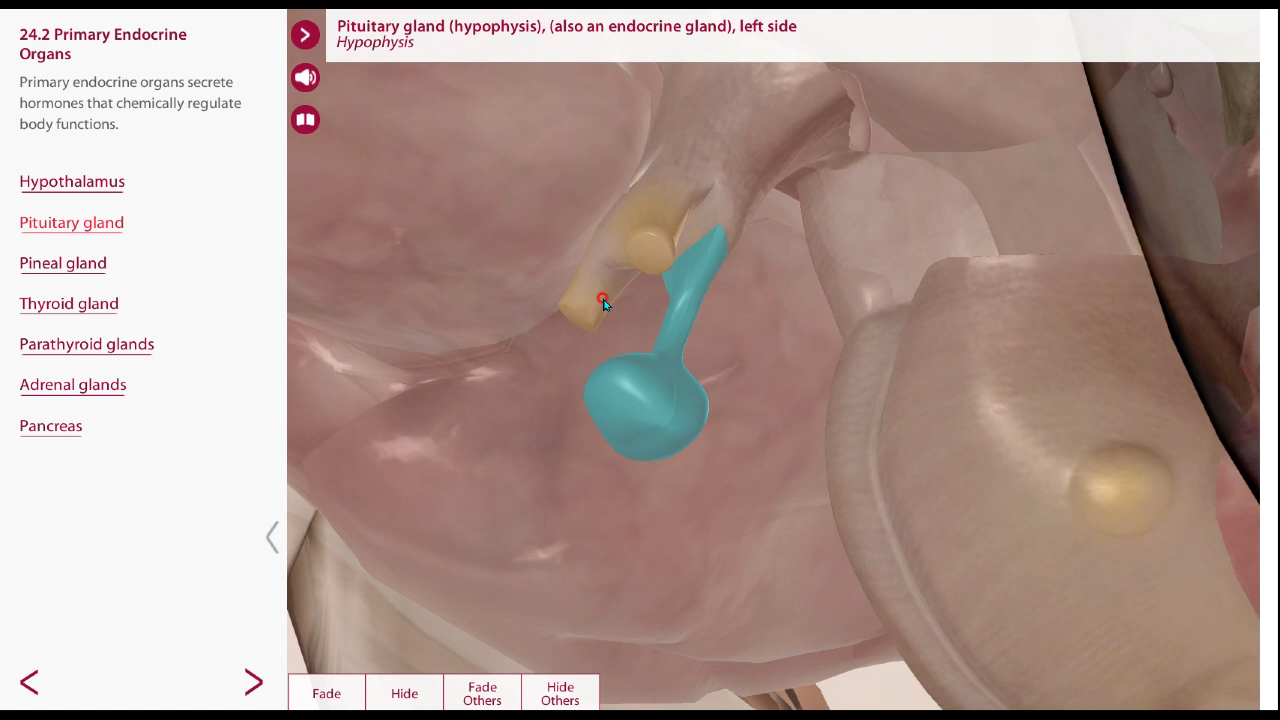 24.2 Primary Endocrine
Organs
Primary endocrine organs secrete
hormones that chemically regulate
body functions.
Hypothalamus
Pituitary gland
Pineal gland
Thyroid gland
Parathyroid glands
Adrenal glands
Pancreas
Pituitary gland (hypophysis), (also an endocrine gland), left side
Hypophysis
Fade
Hide
Fade
Others
Hide
Others